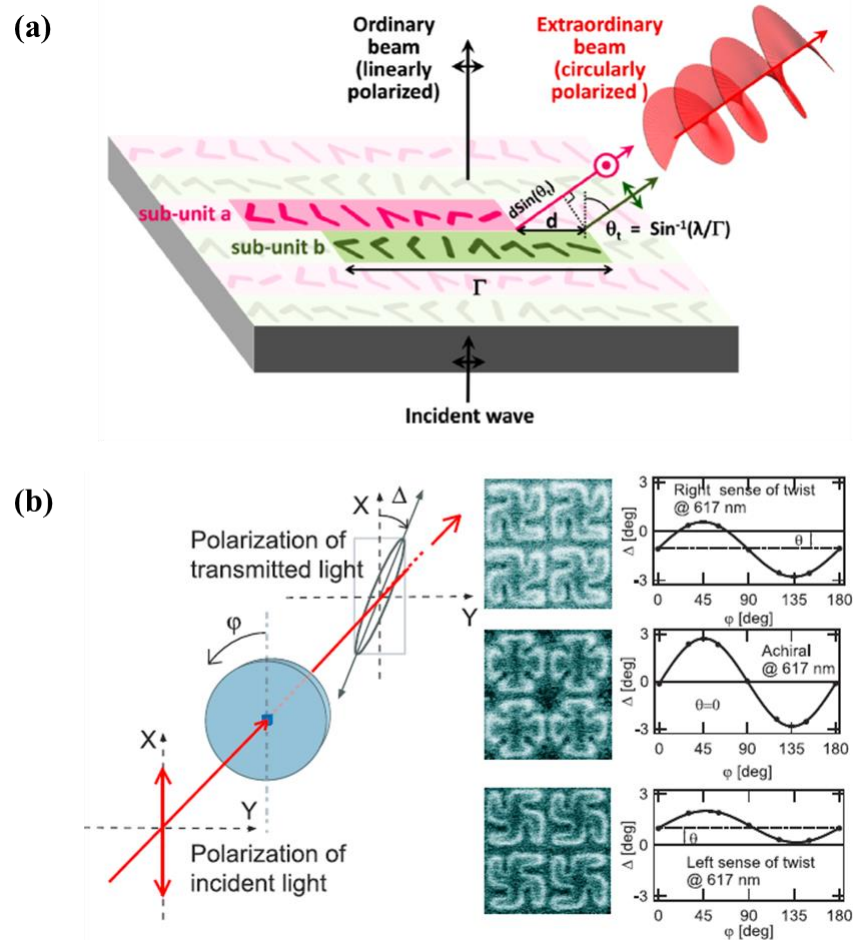 (a)
Ordinary
beam
(linearly
polarized)
Extraordinary
beam
(circularly
polarized )
sub-unit a
sub-unit b
dSin(θt)
d
θt = Sin⁻¹(λ/Γ)
Γ
Incident wave
(b)
X
Δ
Polarization of
transmitted light
Y
φ
X
Y
Polarization of
incident light
3
Right sense of twist
@ 617 nm
Δ [deg]
0
θ
-3
0 45 90 135 180
φ [deg]
3
Achiral
@ 617 nm
Δ [deg]
0
θ=0
-3
0 45 90 135 180
φ [deg]
3
Δ [deg]
0
θ
Left sense of twist
@ 617 nm
-3
0 45 90 135 180
φ [deg]